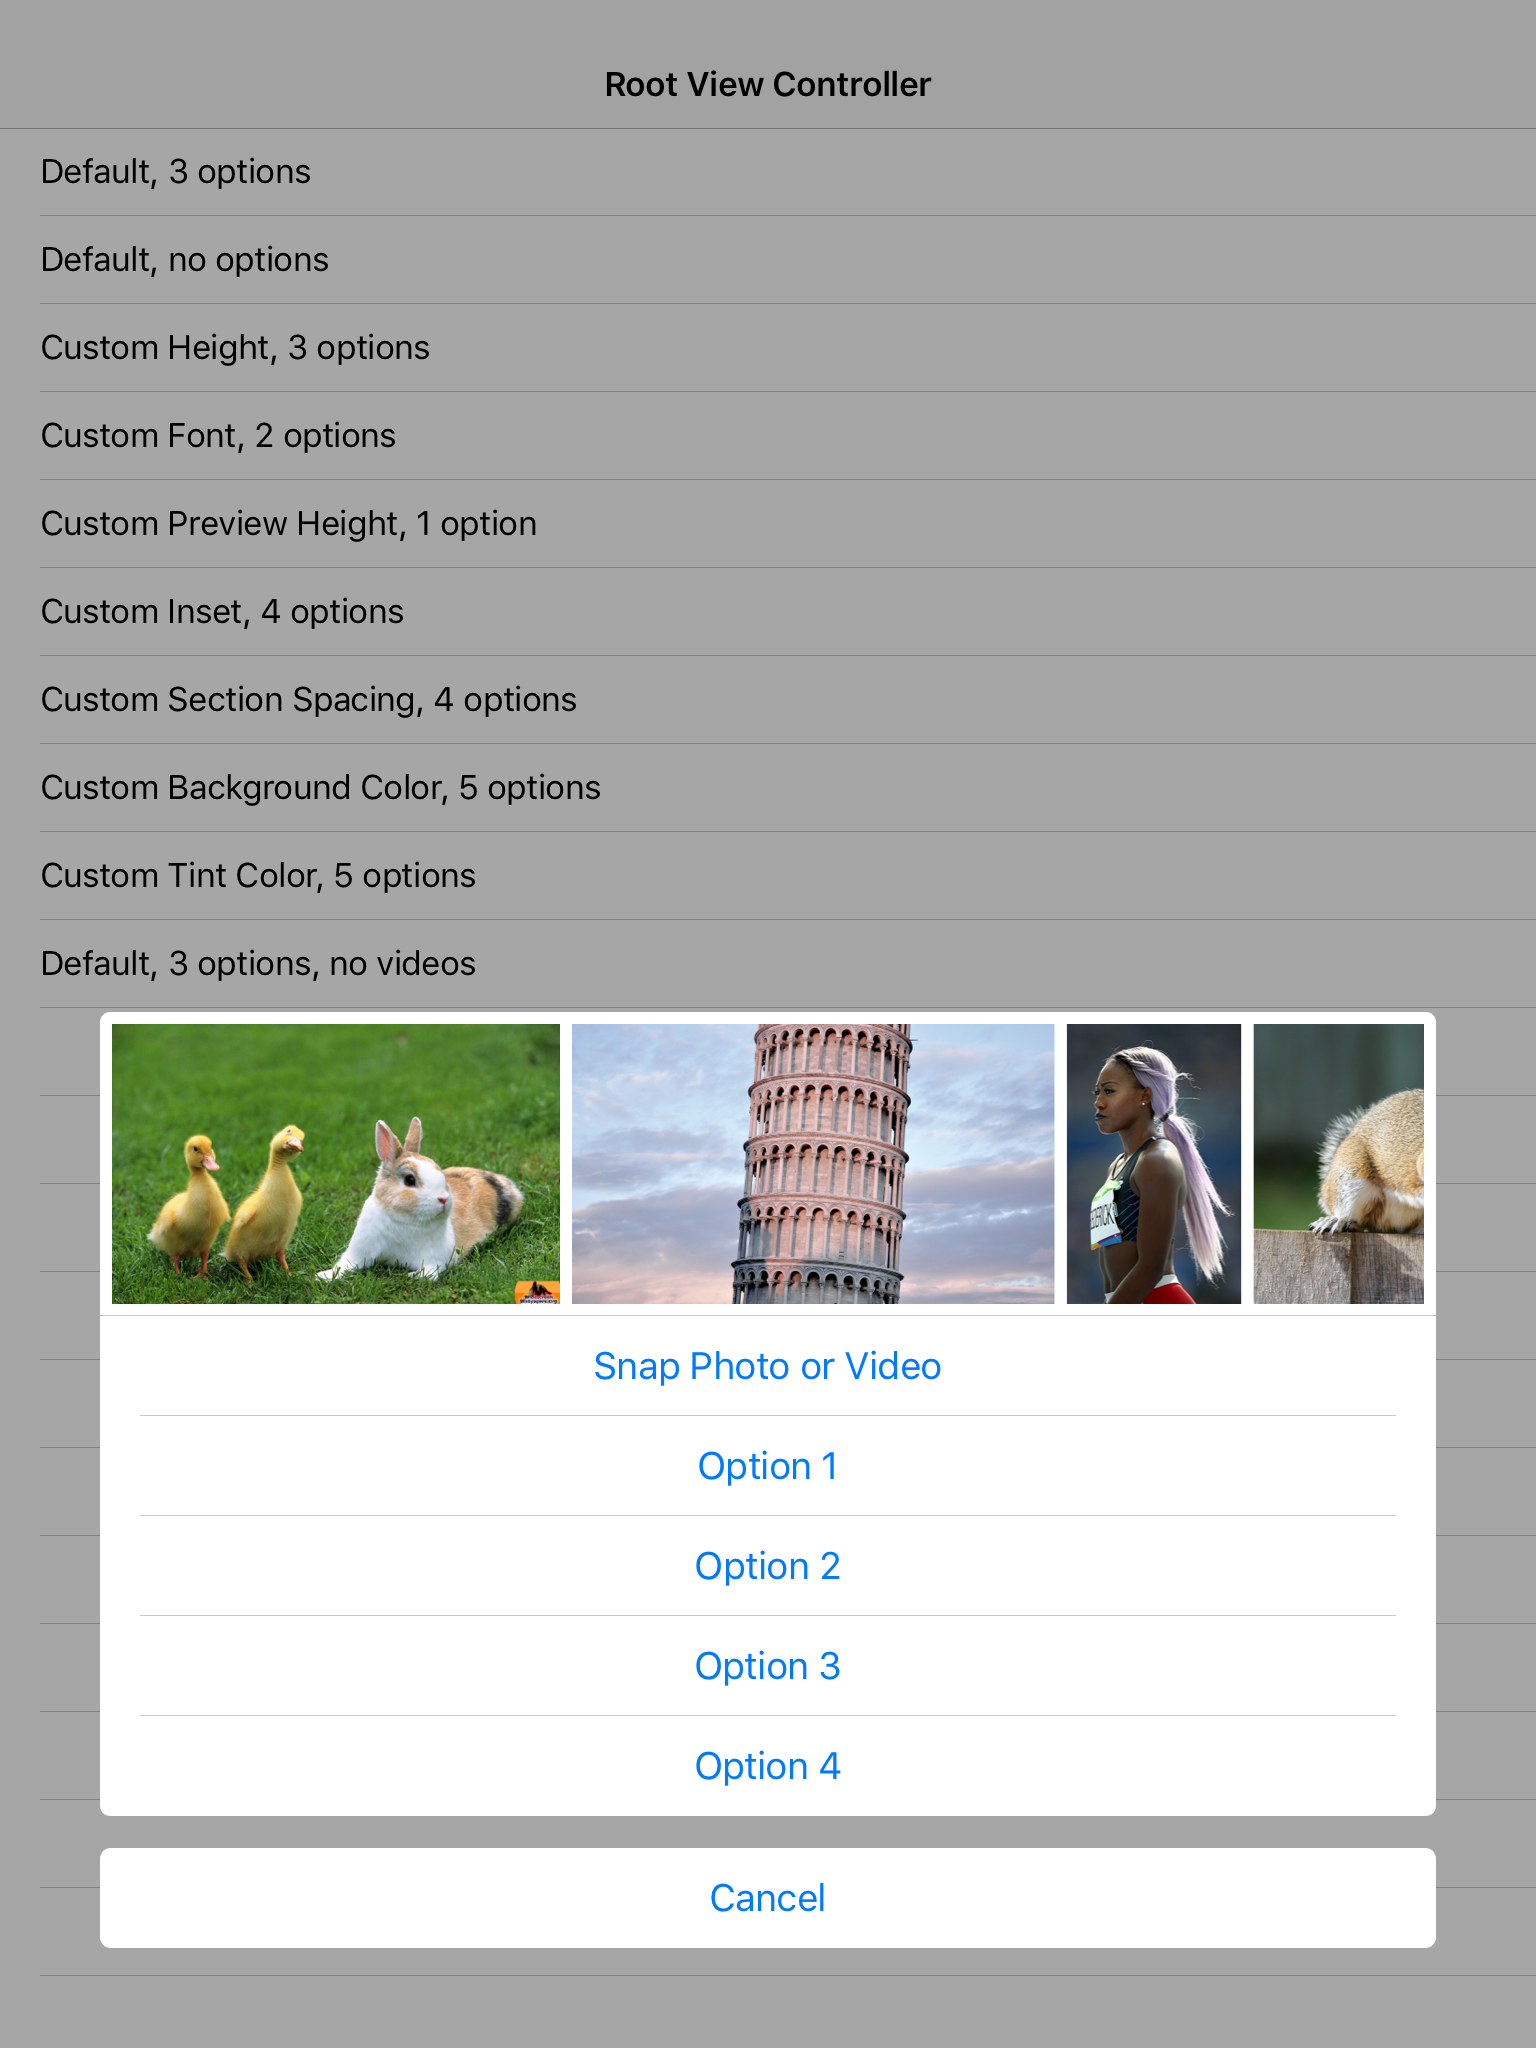 Root View Controller
Default, 3 options
Default, no options
Custom Height, 3 options
Custom Font, 2 options
Custom Preview Height, 1 option
Custom Inset, 4 options
Custom Section Spacing, 4 options
Custom Background Color, 5 options
Custom Tint Color, 5 options
Default, 3 options, no videos
Snap Photo or Video
Option 1
Option 2
Option 3
Option 4
Cancel